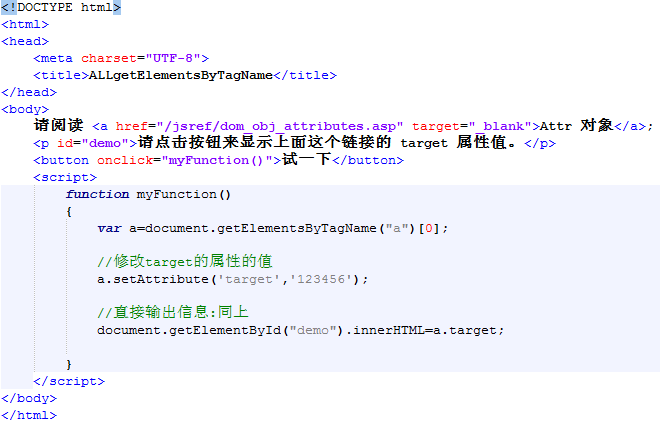 <!DOCTYPE html>
<html>
<head>
    <meta charset="UTF-8">
    <title>ALLgetElementsByTagName</title>
</head>
<body>
    请阅读 <a href="/jsref/dom_obj_attributes.asp" target="_blank">Attr 对象</a>;
    <p id="demo">请点击按钮来显示上面这个链接的 target 属性值。</p>
    <button onclick="myFunction()">试一下</button>
    <script>
        function myFunction()
        {
            var a=document.getElementsByTagName("a")[0];
            //修改target的属性的值
            a.setAttribute('target','123456');
            //直接输出信息:同上
            document.getElementById("demo").innerHTML=a.target;
        }
    </script>
</body>
</html>